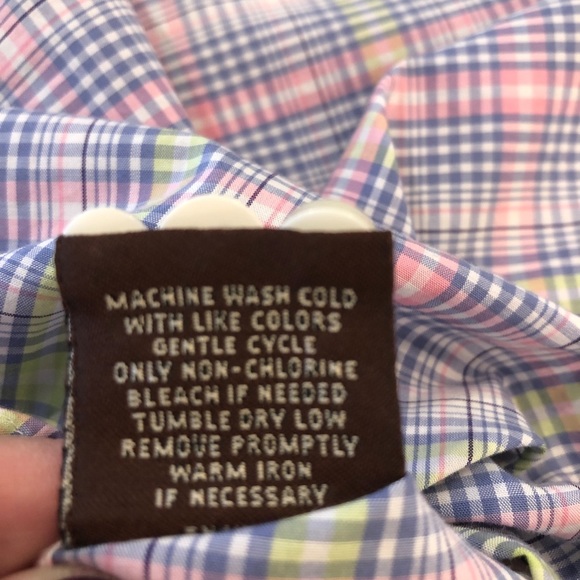 MACHINE WASH COLD
WITH LIKE COLORS
GENTLE CYCLE
ONLY NON-CHLORINE
BLEACH IF NEEDED
TUMBLE DRY LOW
REMOVE PROMPTLY
WARM IRON
IF NECESSARY